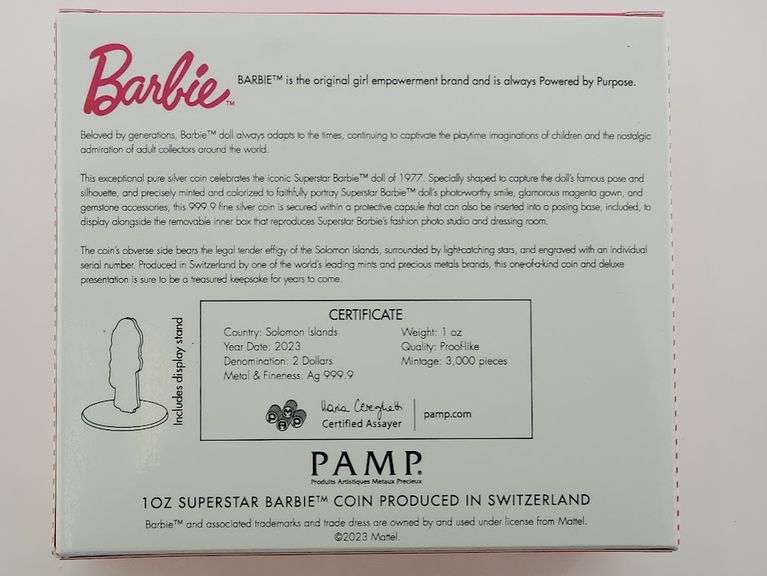 Barbie™
BARBIE™ is the original girl empowerment brand and is always Powered by Purpose.
Beloved by generations, Barbie™ doll always adapts to the times, continuing to captivate the playtime imaginations of children and the nostalgic
admiration of adult collectors around the world.
This exceptional pure silver coin celebrates the iconic Superstar Barbie™ doll of 1977. Specially shaped to capture the doll's famous pose and
silhouette, and precisely minted and colorized to faithfully portray Superstar Barbie™ doll's photo-worthy smile, glamorous magenta gown, and
gemstone accessories, this 999.9 fine silver coin is secured within a protective capsule that can also be inserted into a posing base, included, to
display alongside the removable inner box that reproduces Superstar Barbie's fashion photo studio and dressing room.
The coin's obverse side bears the legal tender effigy of the Solomon Islands, surrounded by light-catching stars, and engraved with an individual
serial number. Produced in Switzerland by one of the world's leading mints and precious metals brands, this one-of-a-kind coin and deluxe
presentation is sure to be a treasured keepsake for years to come.
Includes display stand
CERTIFICATE
Country: Solomon Islands
Year Date: 2023
Denomination: 2 Dollars
Metal & Fineness: Ag 999.9
Weight: 1 oz
Quality: Proof-like
Mintage: 3,000 pieces
PAMP
Certified Assayer
pamp.com
PAMP.
Produits Artistiques Métaux Précieux
1OZ SUPERSTAR BARBIE™ COIN PRODUCED IN SWITZERLAND
Barbie™ and associated trademarks and trade dress are owned by and used under license from Mattel.
©2023 Mattel.